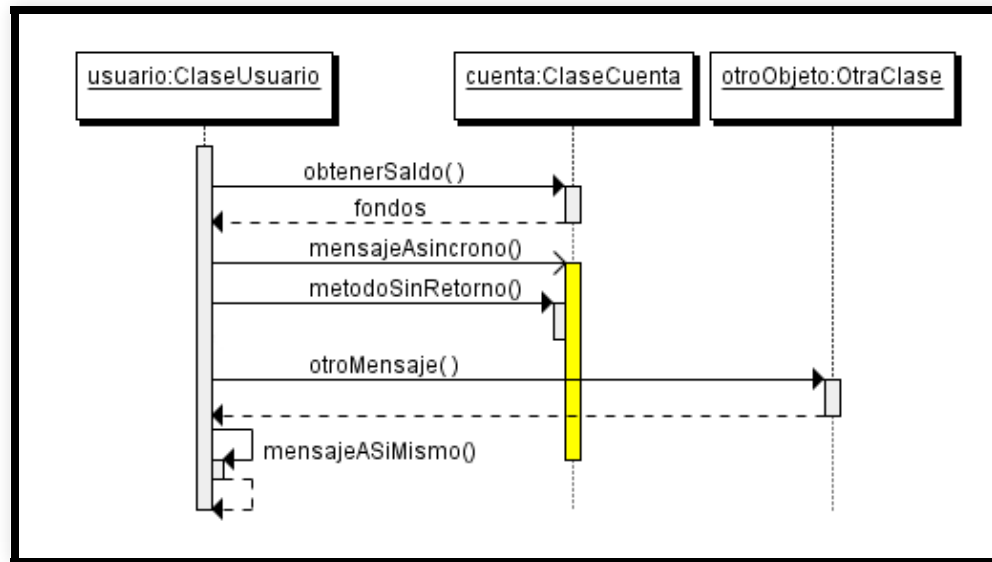 usuario:ClaseUsuario
cuenta:ClaseCuenta
otroObjeto:OtraClase
obtenerSaldo()
fondos
mensajeAsincrono()
metodoSinRetorno()
otroMensaje()
mensajeASiMismo()